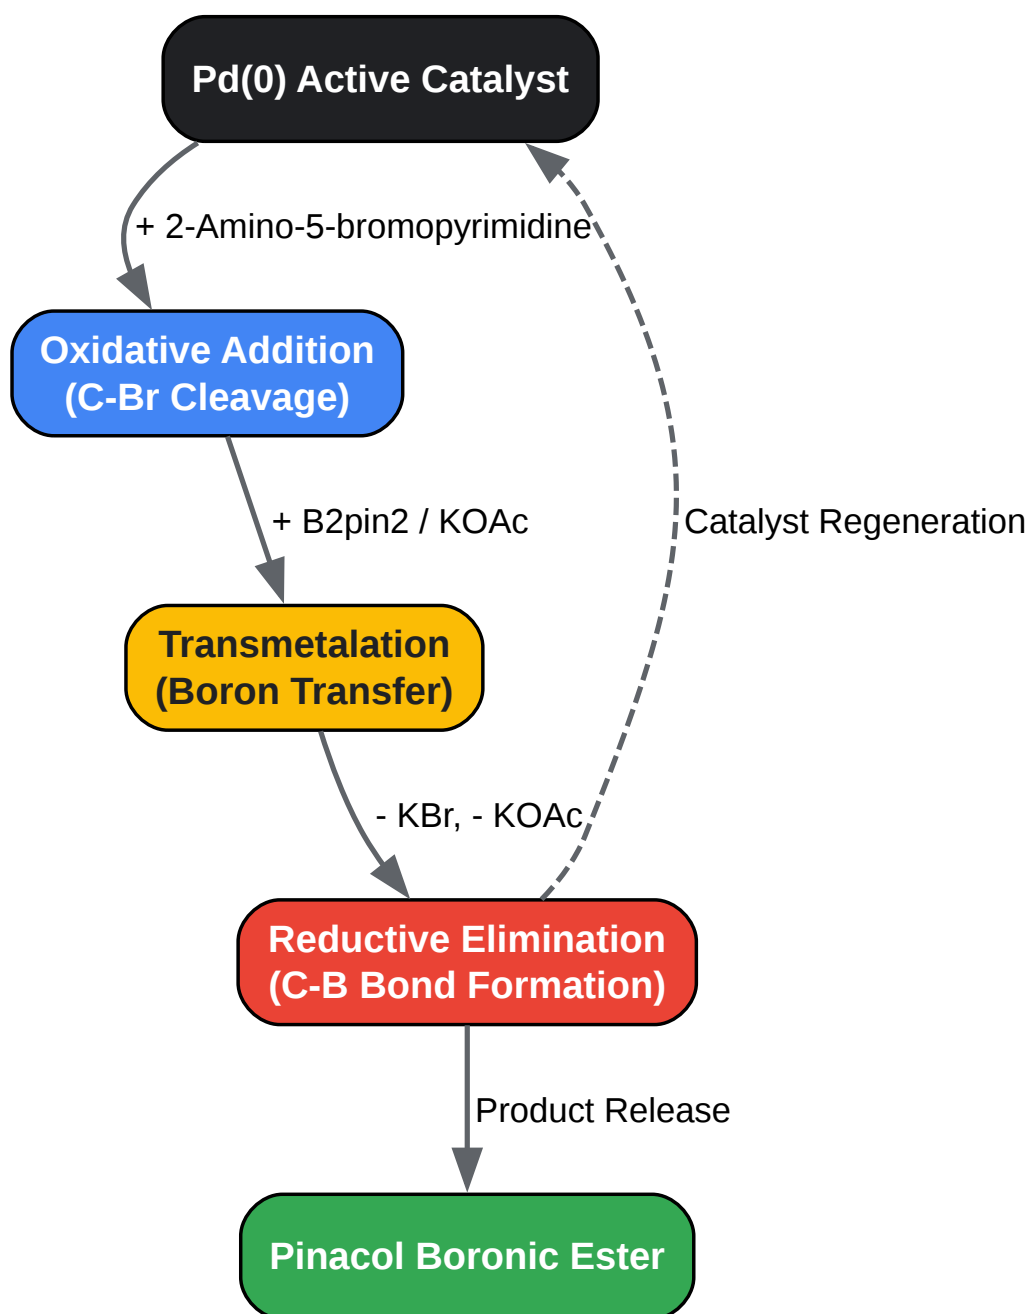 Pd(0) Active Catalyst
+ 2-Amino-5-bromopyrimidine
Oxidative Addition
(C-Br Cleavage)
+ B2pin2 / KOAc
Catalyst Regeneration
Transmetalation
(Boron Transfer)
- KBr, - KOAc
Reductive Elimination
(C-B Bond Formation)
Product Release
Pinacol Boronic Ester